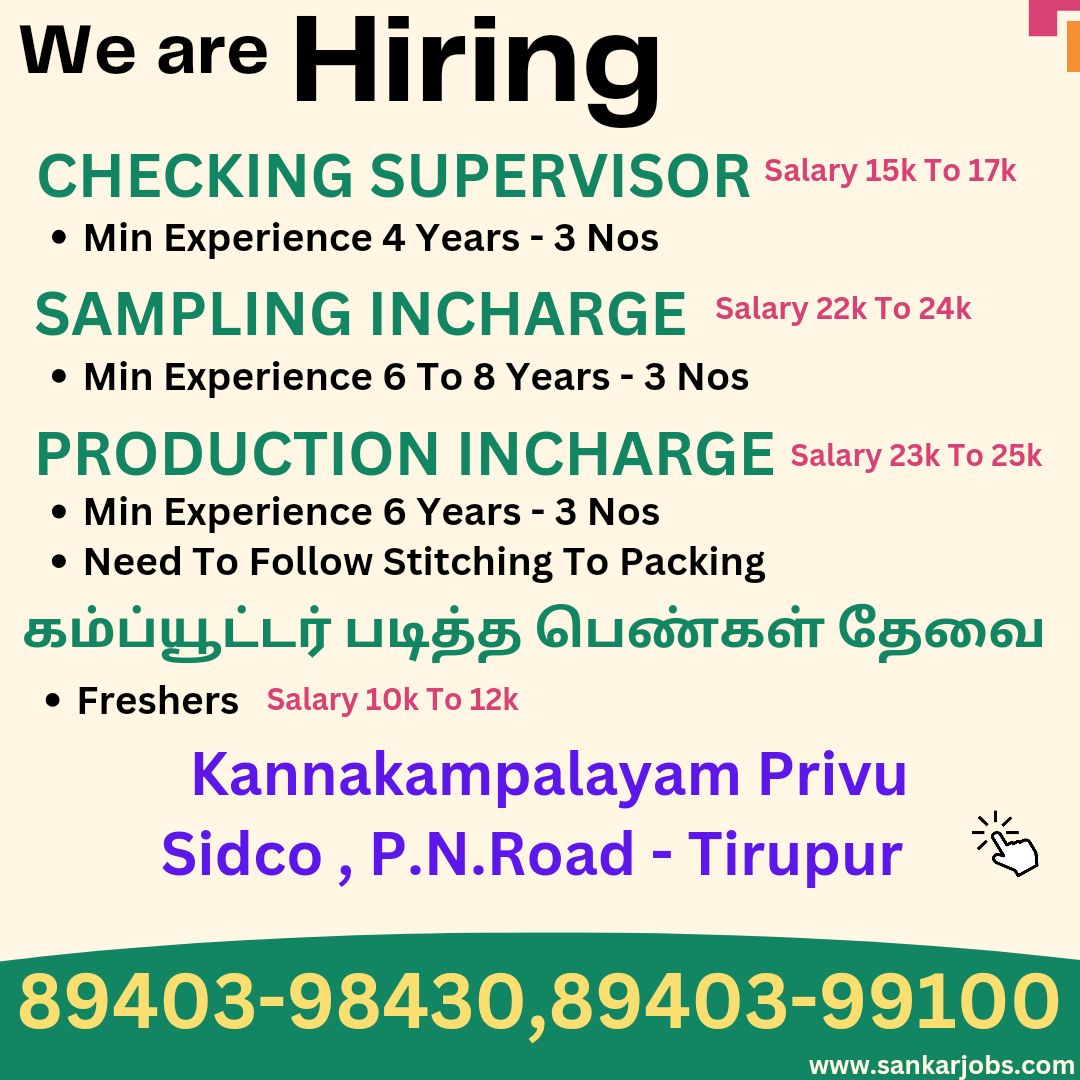 We are Hiring
CHECKING SUPERVISOR Salary 15k To 17k
• Min Experience 4 Years - 3 Nos
SAMPLING INCHARGE Salary 22k To 24k
• Min Experience 6 To 8 Years - 3 Nos
PRODUCTION INCHARGE Salary 23k To 25k
• Min Experience 6 Years - 3 Nos
• Need To Follow Stitching To Packing
கம்ப்யூட்டர் படித்த பெண்கள் தேவை
• Freshers Salary 10k To 12k
Kannakampalayam Privu
Sidco , P.N.Road - Tirupur
89403-98430,89403-99100
www.sankarjobs.com